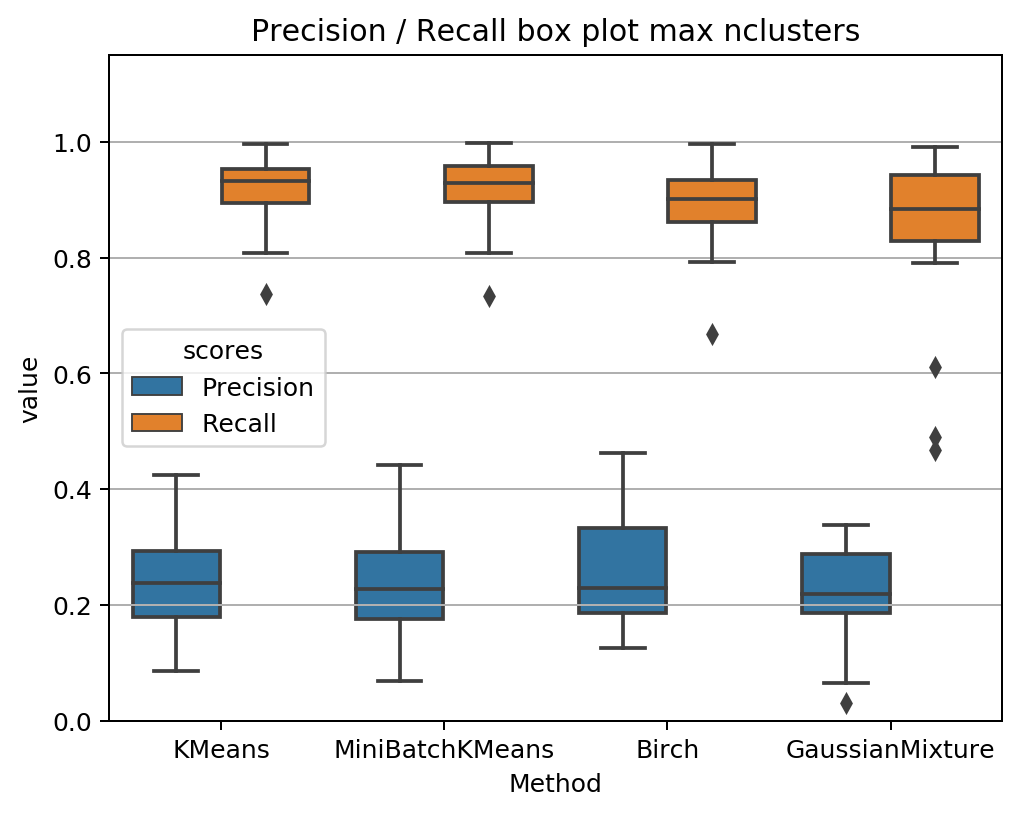 Precision / Recall box plot max nclusters
1.0
0.8
0.6
0.4
0.2
0.0
value
scores
Precision
Recall
KMeans MiniBatchKMeans Birch GaussianMixture
Method